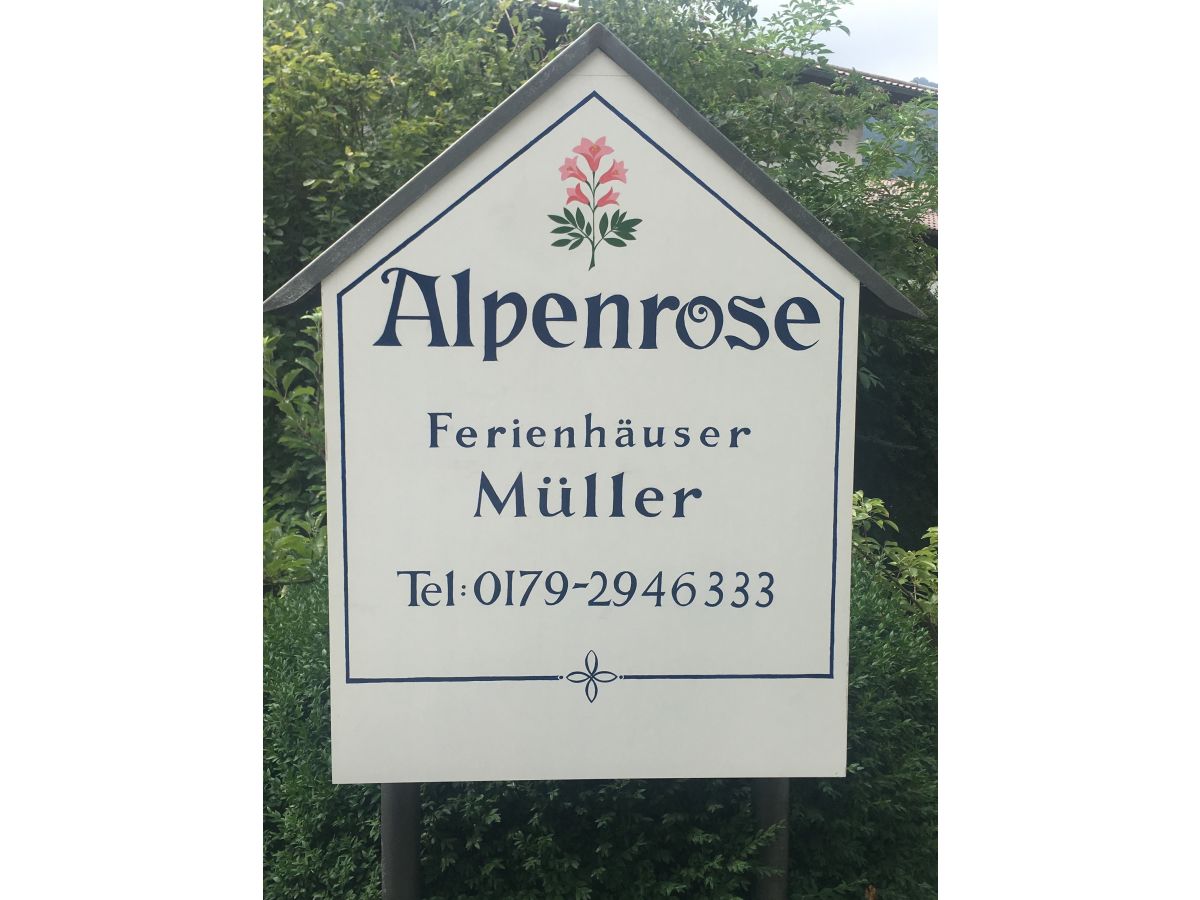 Alpenrose
Ferienhäuser
Müller
Tel: 0179-2946333